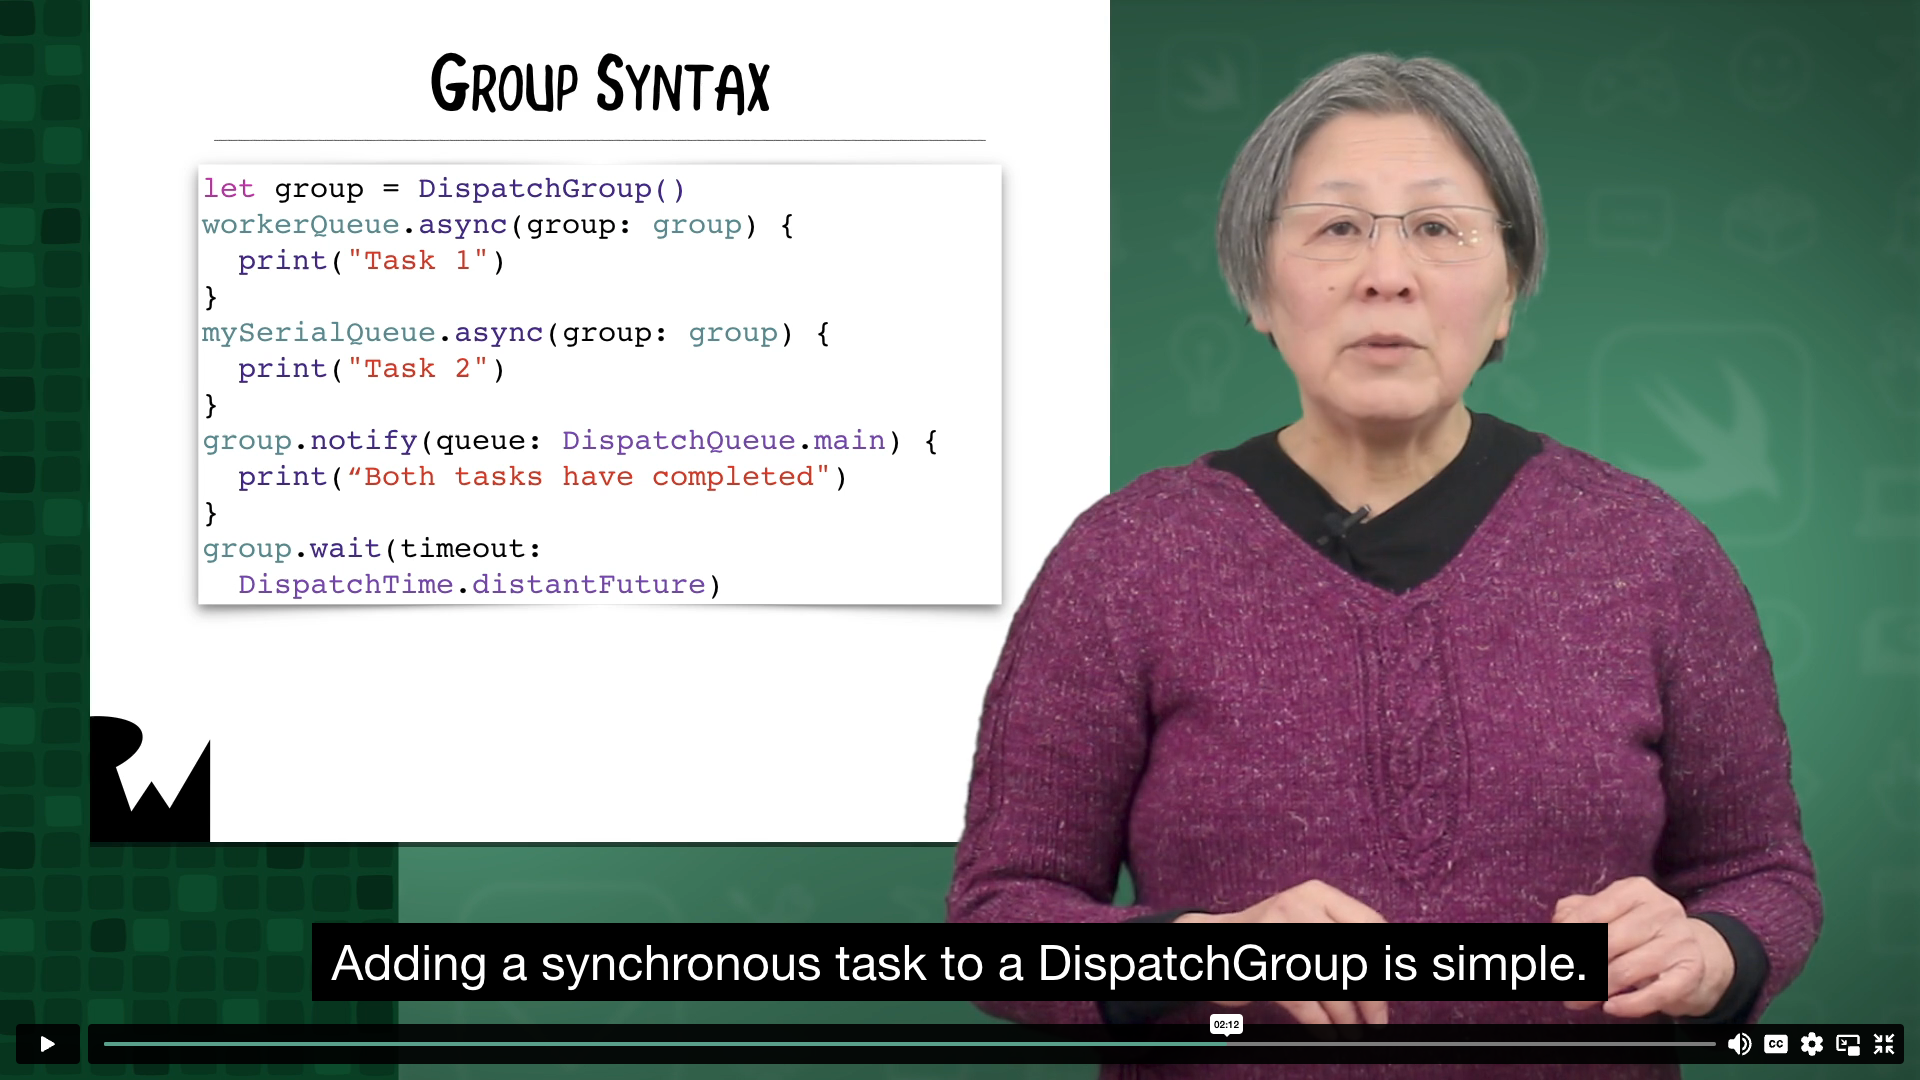 GROUP SYNTAX
let group = DispatchGroup()
workerQueue.async(group: group) {
  print("Task 1")
}
mySerialQueue.async(group: group) {
  print("Task 2")
}
group.notify(queue: DispatchQueue.main) {
  print(“Both tasks have completed")
}
group.wait(timeout:
  DispatchTime.distantFuture)
RW
Adding a synchronous task to a DispatchGroup is simple.
02:12
CC